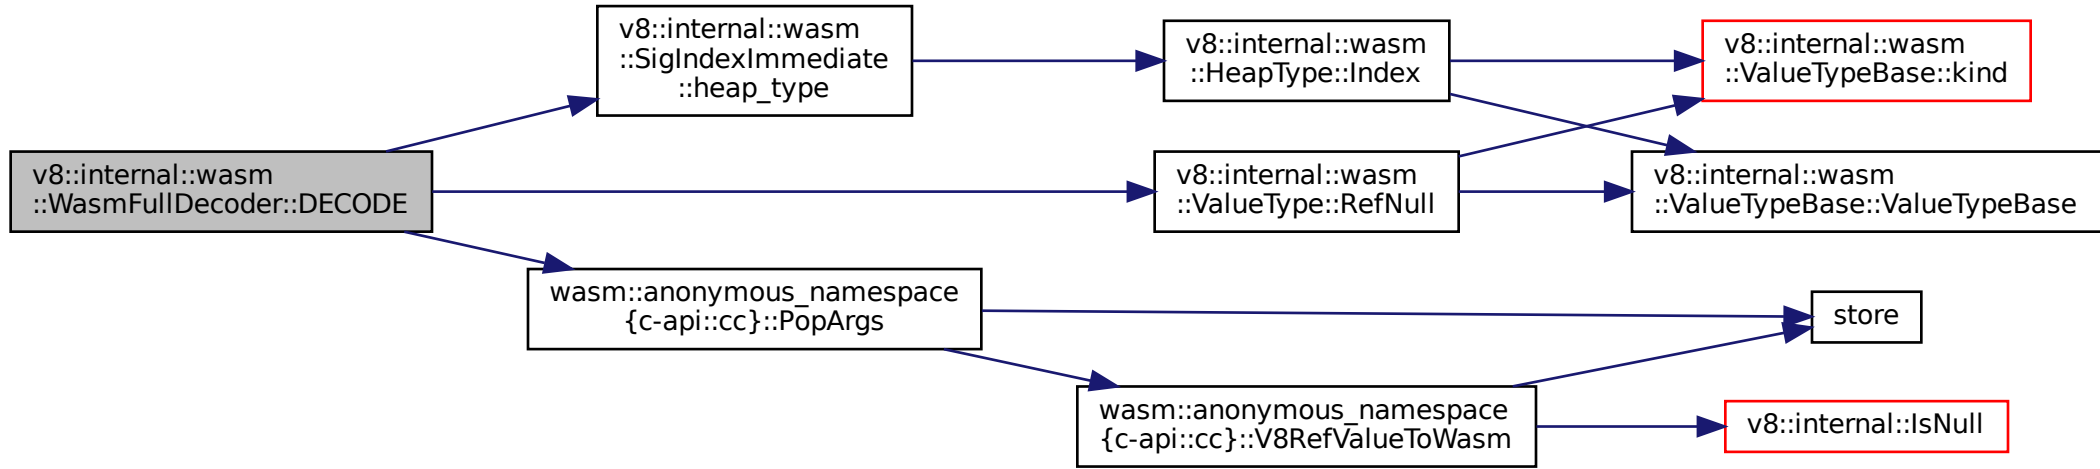 v8::internal::wasm
::SigIndexImmediate
::heap_type
v8::internal::wasm
::HeapType::Index
v8::internal::wasm
::ValueTypeBase::kind
v8::internal::wasm
::WasmFullDecoder::DECODE
v8::internal::wasm
::ValueType::RefNull
v8::internal::wasm
::ValueTypeBase::ValueTypeBase
wasm::anonymous_namespace
{c-api::cc}::PopArgs
store
wasm::anonymous_namespace
{c-api::cc}::V8RefValueToWasm
v8::internal::IsNull